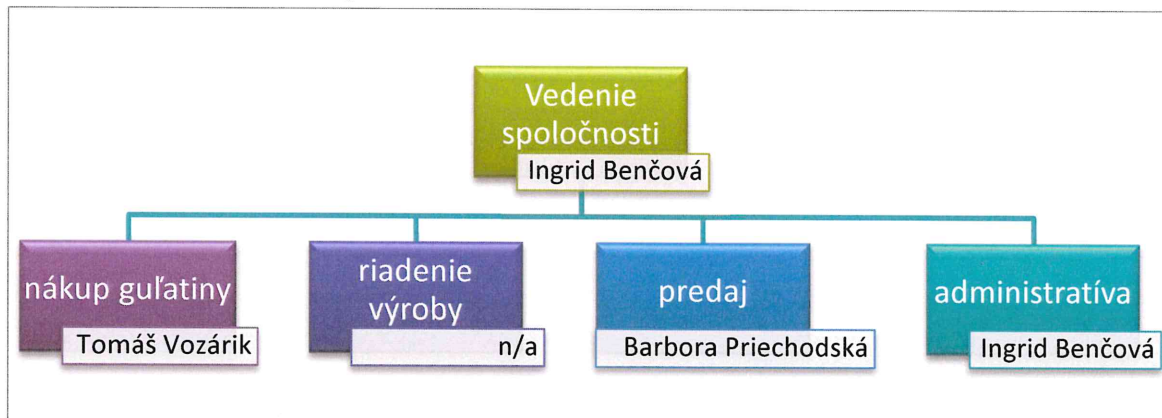 Vedenie
spoločnosti
Ingrid Benčová
nákup guľatiny
Tomáš Vozárik
riadenie
výroby
n/a
predaj
Barbora Priechodská
administratíva
Ingrid Benčová